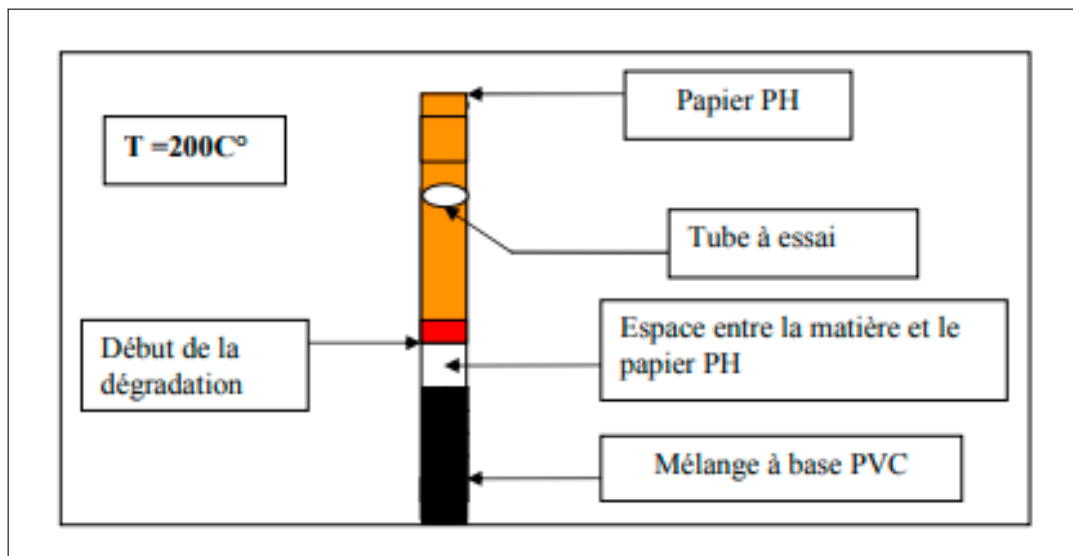 Papier PH
T =200C°
Tube à essai
Espace entre la matière et le
papier PH
Début de la
dégradation
Mélange à base PVC